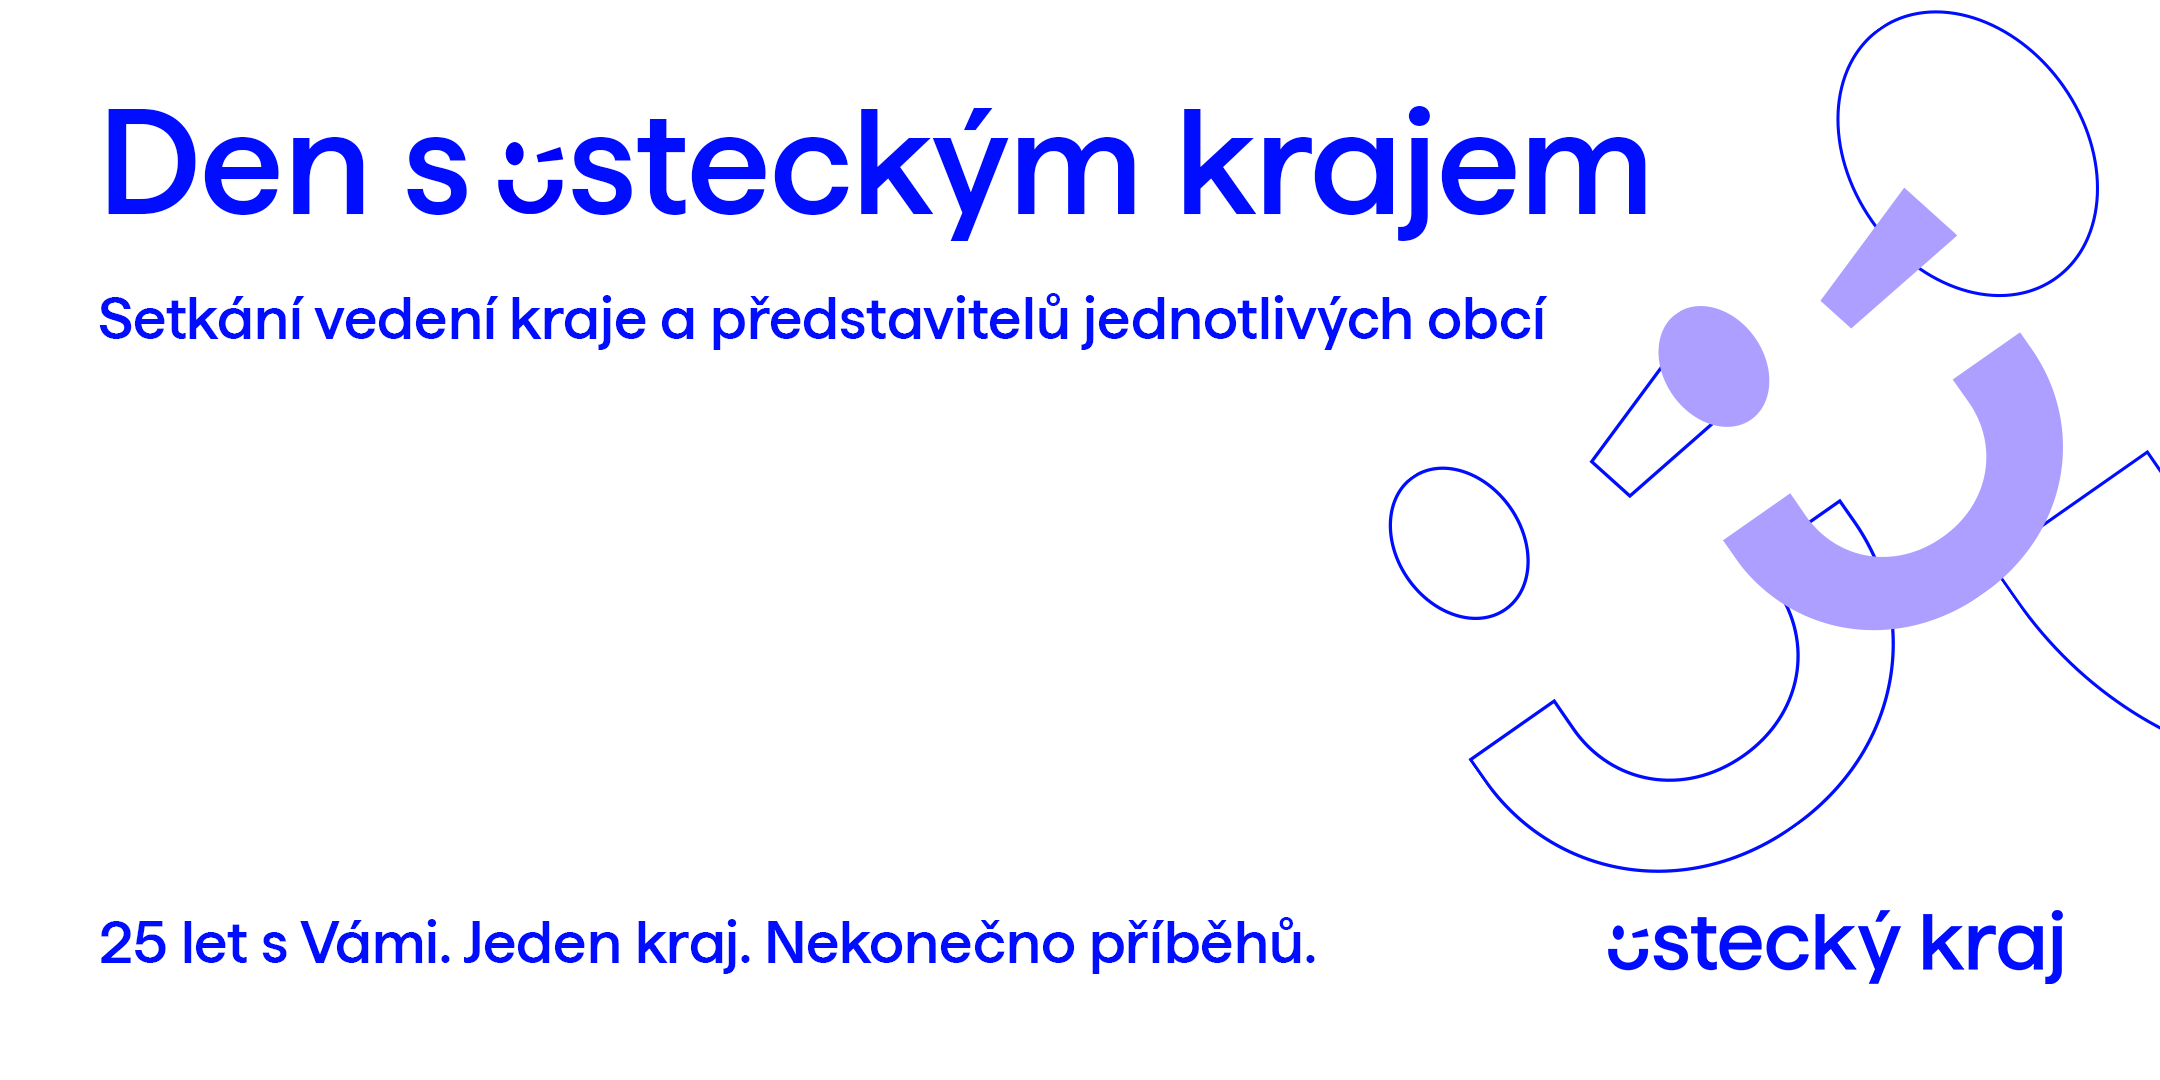 Den s ústeckým krajem
Setkání vedení kraje a představitelů jednotlivých obcí
25 let s Vámi. Jeden kraj. Nekonečno příběhů.
ústecký kraj